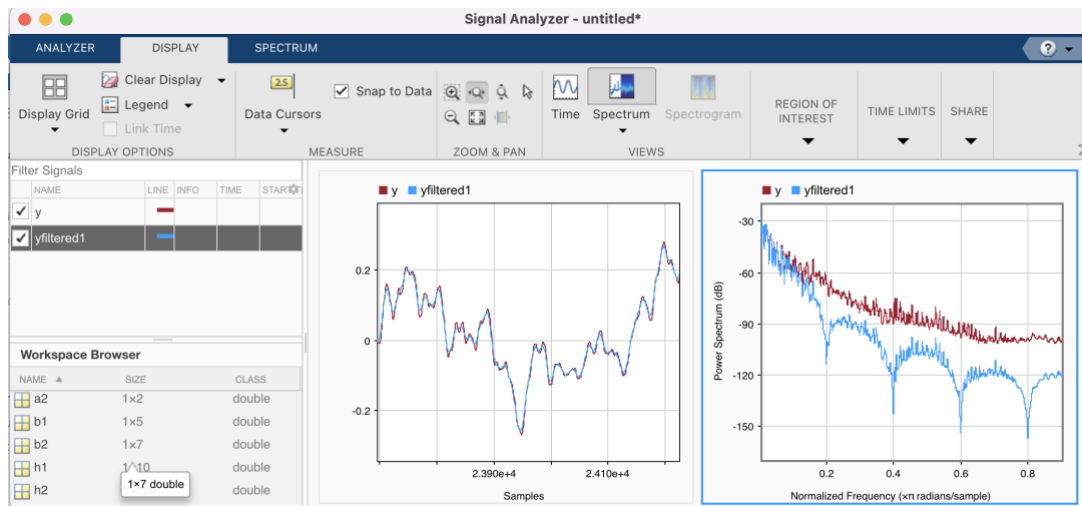 Signal Analyzer - untitled*
ANALYZER DISPLAY SPECTRUM ?
Clear Display
Legend
Link Time
Display Grid
DISPLAY OPTIONS
2.5
Data Cursors
Snap to Data
MEASURE
ZOOM & PAN
Time Spectrum Spectrogram
VIEWS
REGION OF
INTEREST
TIME LIMITS
SHARE
Filter Signals
NAME LINE INFO TIME
y
yfiltered1
Workspace Browser
NAME SIZE CLASS
a2 1×2 double
b1 1×5 double
b2 1×7 double
h1 double
1×7 double
h2 double
y yfiltered1
0.2
0
-0.2
2.390e+4 2.410e+4
Samples
y yfiltered1
Power Spectrum (dB)
-30
-60
-90
-120
-150
0.2 0.4 0.6 0.8
Normalized Frequency (×π radians/sample)